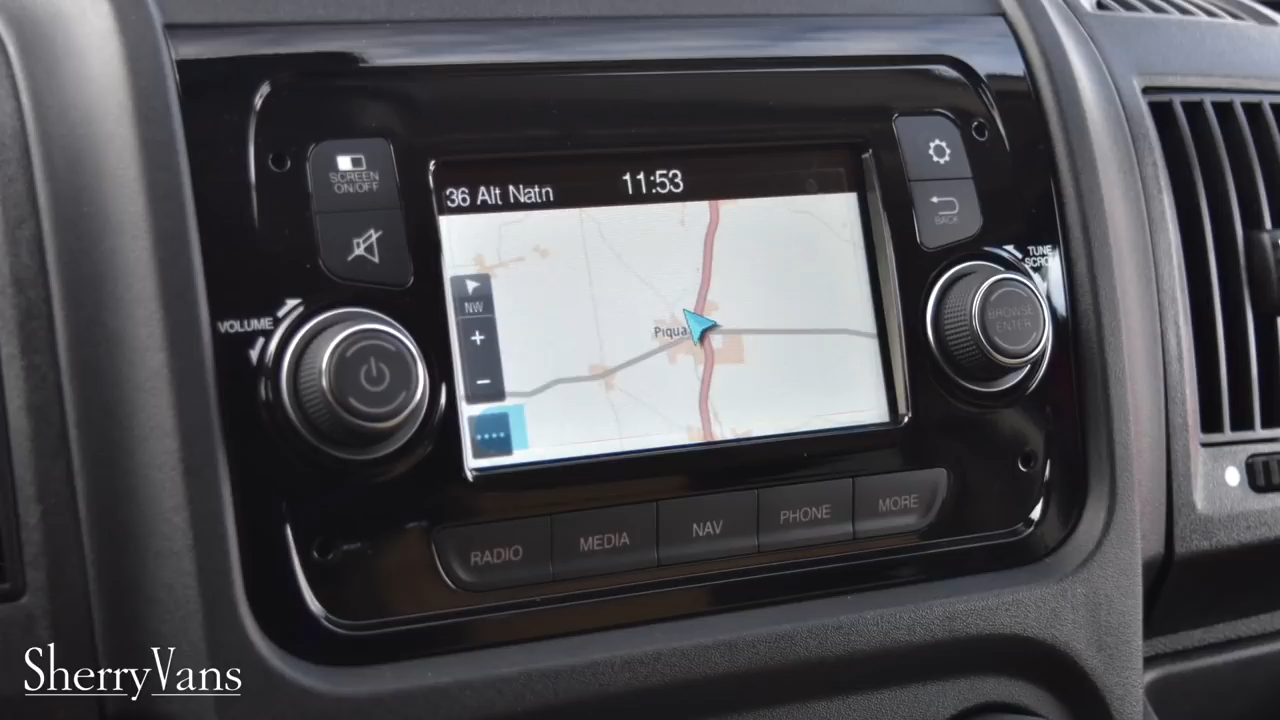 SCREEN
ON/OFF
VOLUME
36 Alt Natn
11:53
NW
+
−
Piqua
BACK
TUNE
BROWSE
ENTER
RADIO
MEDIA
NAV
PHONE
MORE
SherryVans